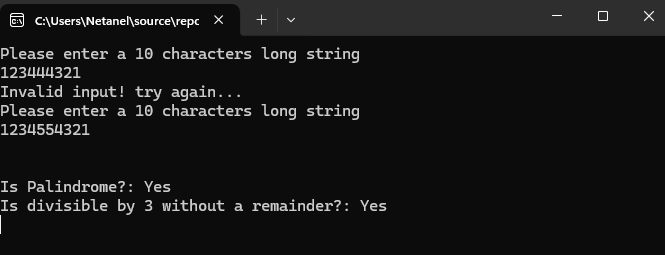 C:\Users\Netanel\source\repc
Please enter a 10 characters long string
123444321
Invalid input! try again...
Please enter a 10 characters long string
1234554321
Is Palindrome?: Yes
Is divisible by 3 without a remainder?: Yes